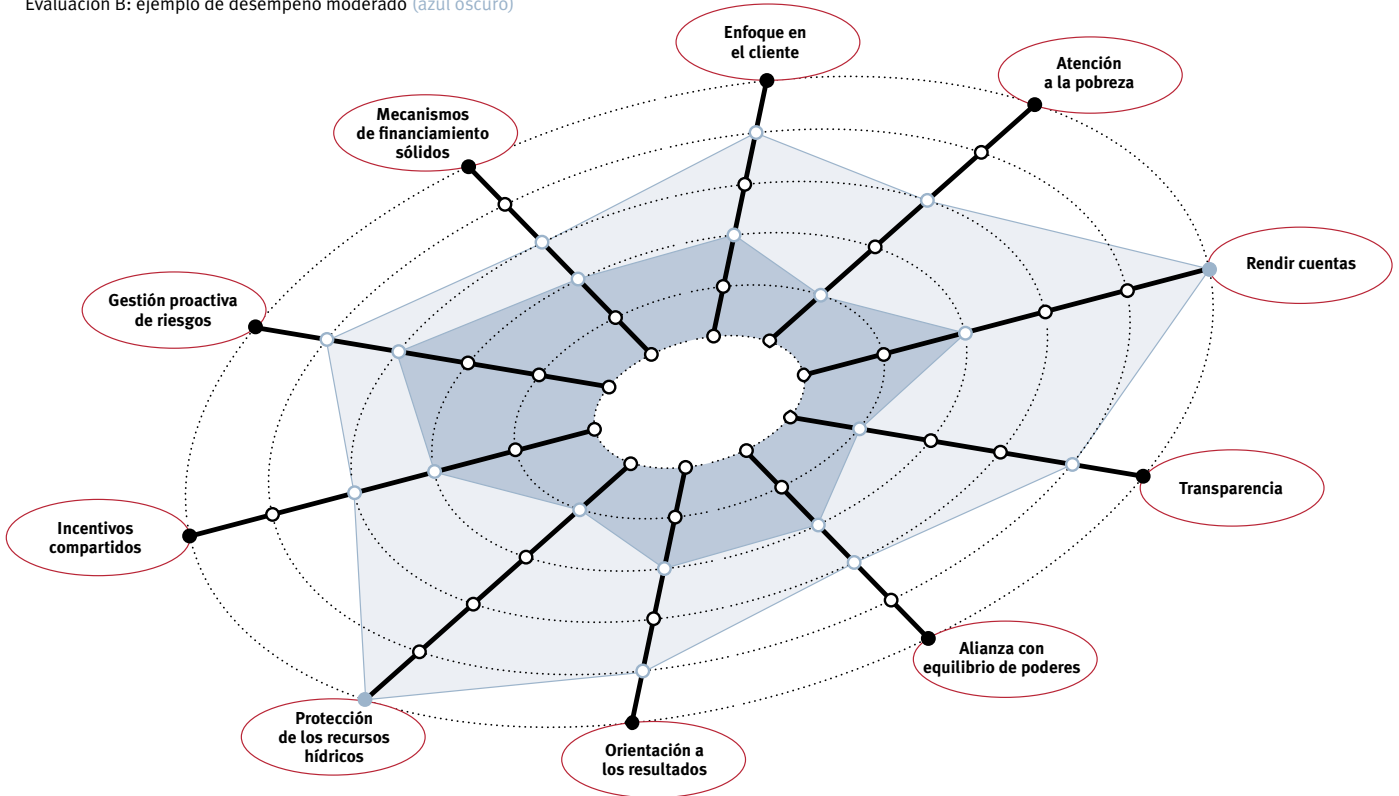 Evaluación B: ejemplo de desempeño moderado (azul oscuro)
Enfoque en
el cliente
Atención
a la pobreza
Mecanismos
de financiamiento
sólidos
Rendir cuentas
Gestión proactiva
de riesgos
Transparencia
Incentivos
compartidos
Alianza con
equilibrio de poderes
Protección
de los recursos
hídricos
Orientación a
los resultados